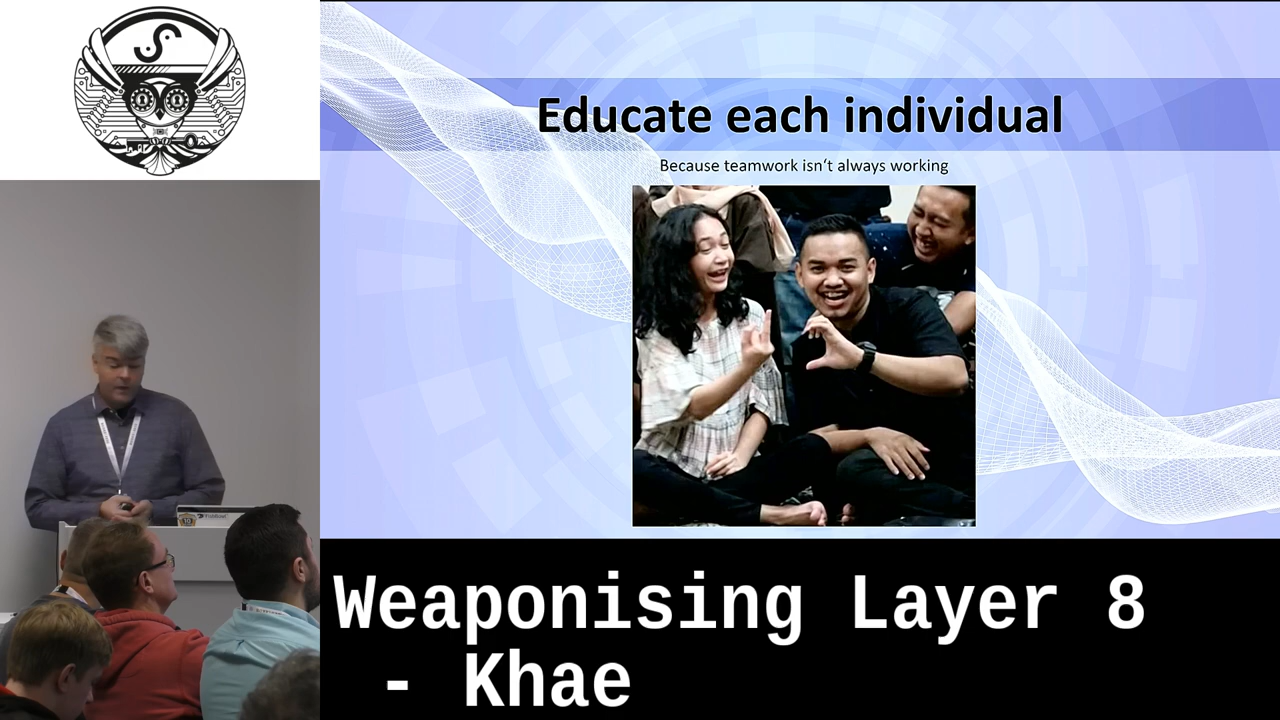 Educate each individual
Because teamwork isn't always working
Weaponising Layer 8
- Khae